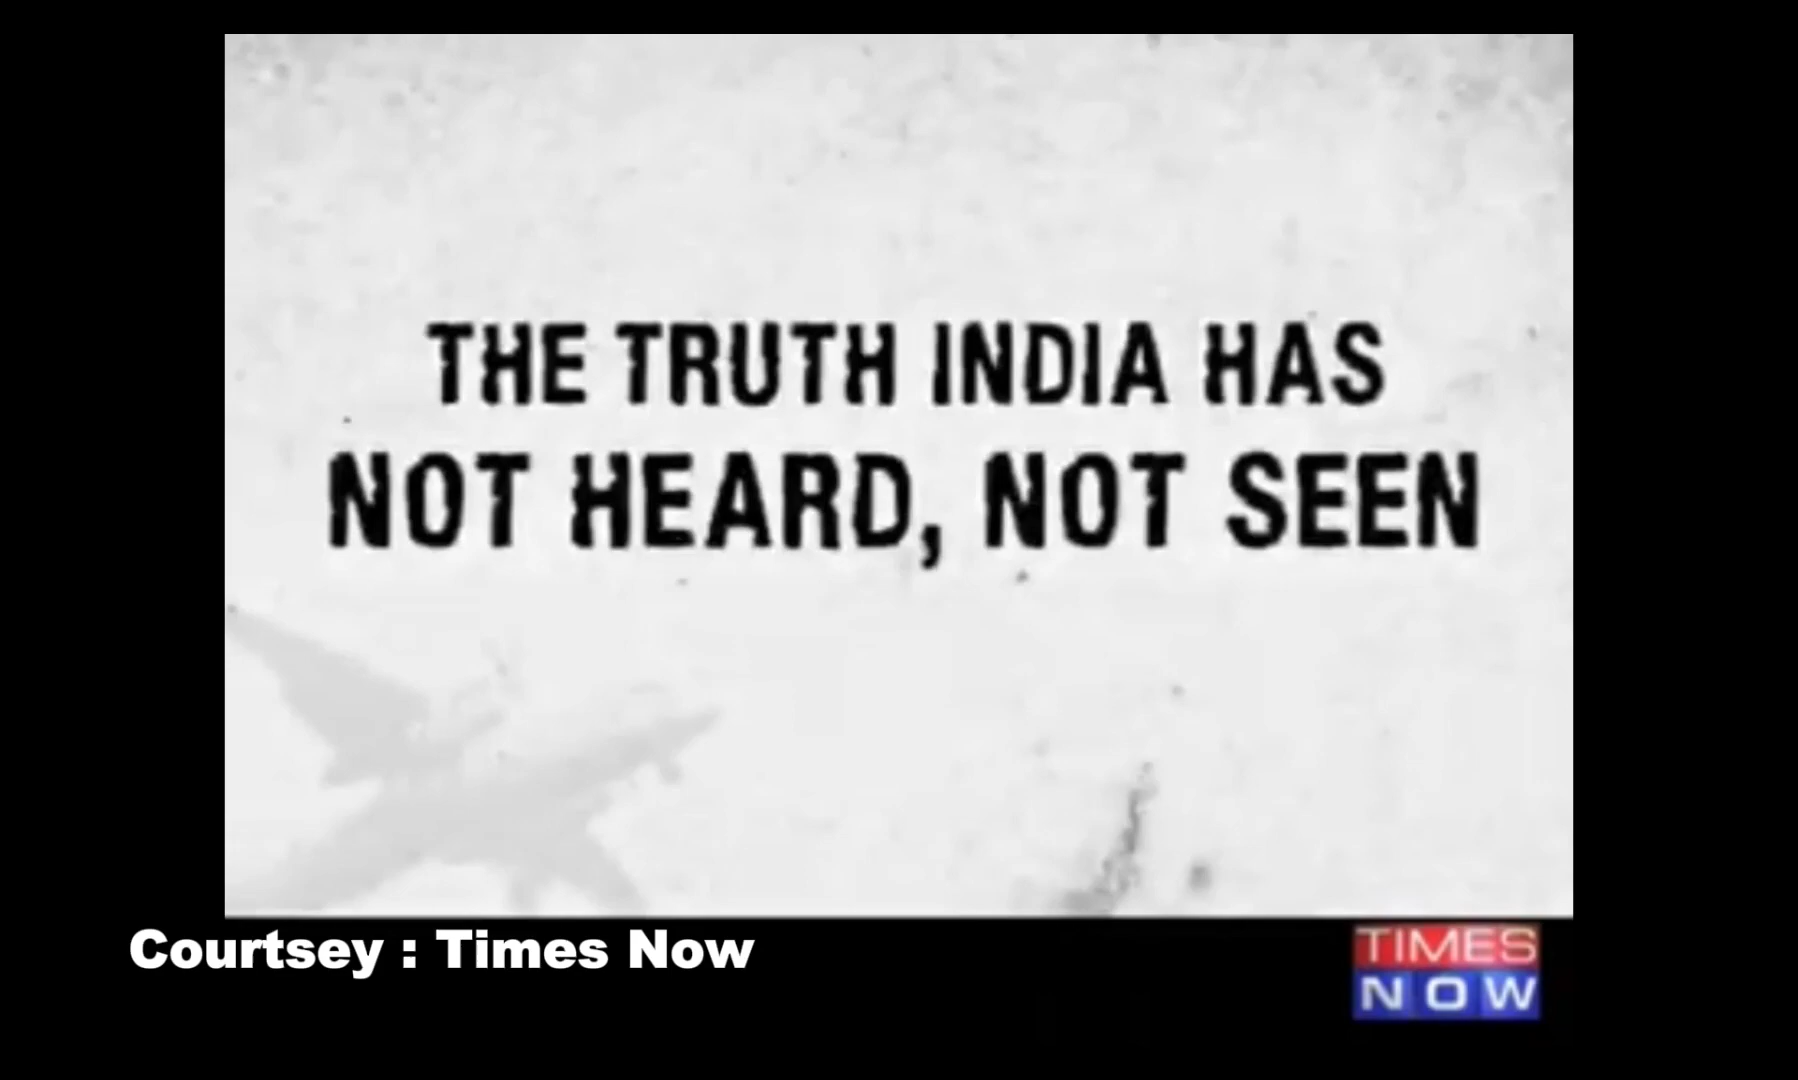 THE TRUTH INDIA HAS
NOT HEARD, NOT SEEN
Courtsey : Times Now
TIMES
NOW